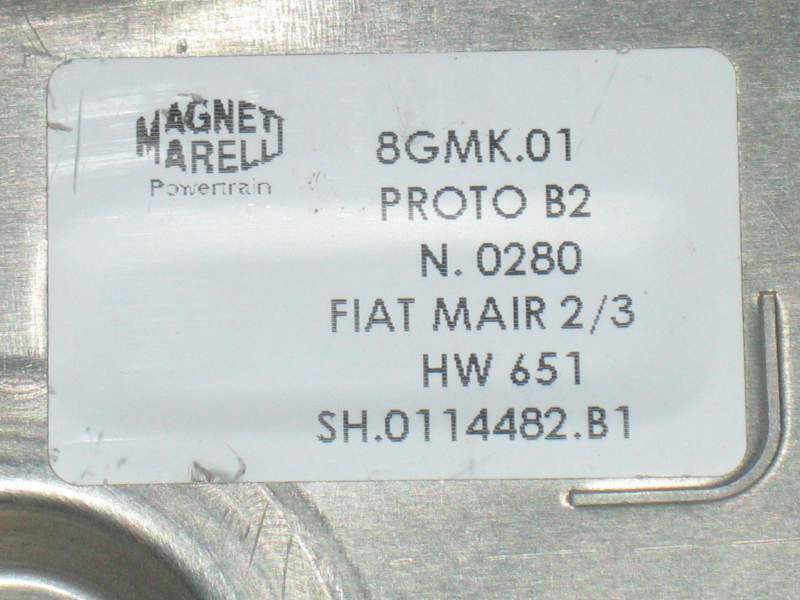 MAGNETI
MARELLI
Powertrain
8GMK.01
PROTO B2
N. 0280
FIAT MAIR 2/3
HW 651
SH.0114482.B1